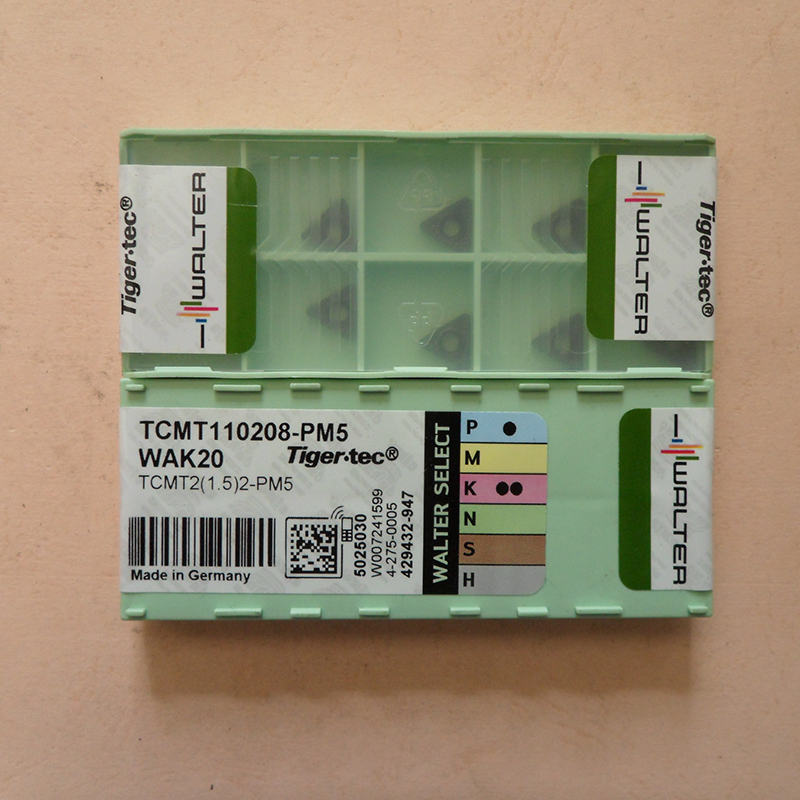 Tiger·tec®
WALTER
WALTER
Tiger·tec®
TCMT110208-PM5
WAK20
Tiger·tec®
TCMT2(1.5)2-PM5
Made in Germany
5025030
W007241599
4-275-0005
429432-947
WALTER SELECT
P
M
K
N
S
H
WALTER